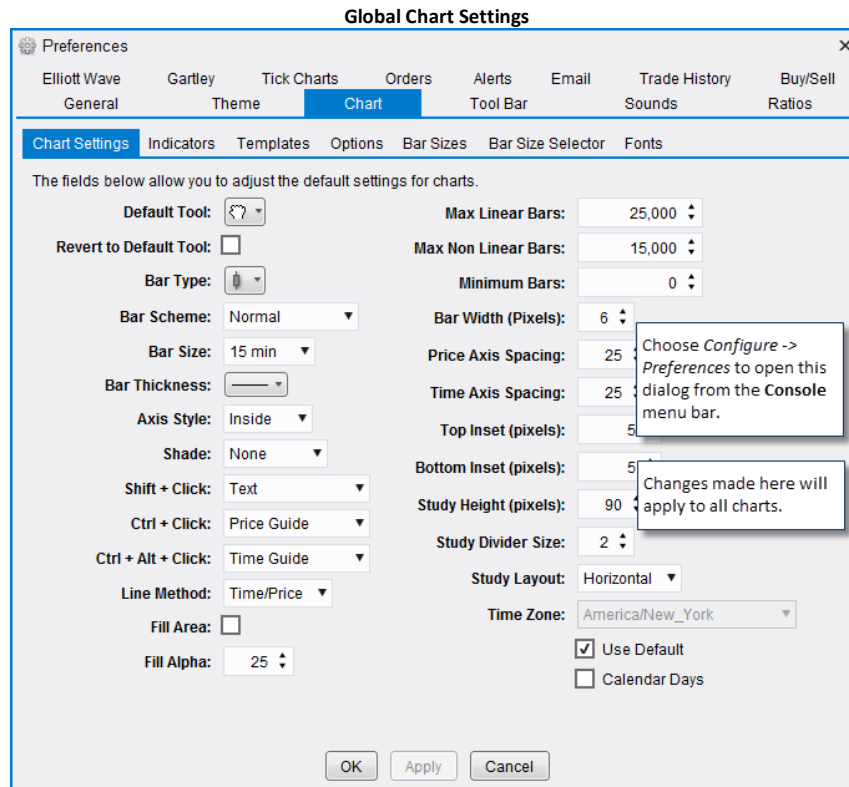 Global Chart Settings
Preferences
Elliott Wave Gartley Tick Charts Orders Alerts Email Trade History Buy/Sell
General Theme Chart Tool Bar Sounds Ratios
Chart Settings Indicators Templates Options Bar Sizes Bar Size Selector Fonts
The fields below allow you to adjust the default settings for charts.
Default Tool: Max Linear Bars: 25,000
Revert to Default Tool: Max Non Linear Bars: 15,000
Bar Type: Minimum Bars: 0
Bar Scheme: Normal Bar Width (Pixels): 6
Bar Size: 15 min Price Axis Spacing: 25
Bar Thickness: Time Axis Spacing: 25
Axis Style: Inside Top Inset (pixels): 5
Shade: None Bottom Inset (pixels): 5
Shift + Click: Text Study Height (pixels): 90
Ctrl + Click: Price Guide Study Divider Size: 2
Ctrl + Alt + Click: Time Guide Study Layout: Horizontal
Line Method: Time/Price Time Zone: America/New_York
Fill Area: Use Default
Fill Alpha: 25 Calendar Days
Choose Configure ->
Preferences to open this
dialog from the Console
menu bar.
Changes made here will
apply to all charts.
OK Apply Cancel